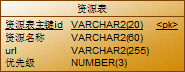 资源表
资源表主键id VARCHAR2(20) <pk>
资源名称 VARCHAR2(60)
url VARCHAR2(255)
优先级 NUMBER(3)